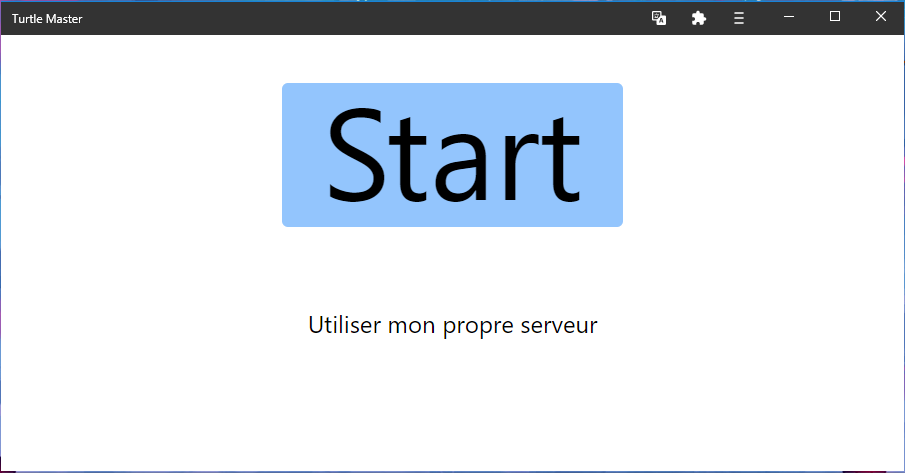 Turtle Master
Start
Utiliser mon propre serveur